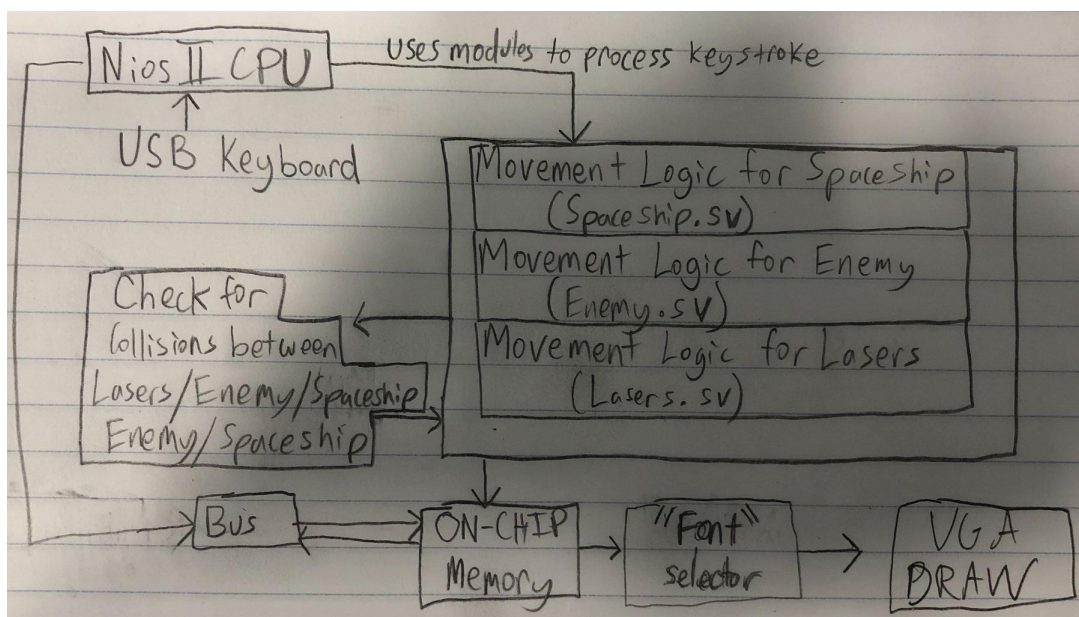 Nios II CPU
Uses modules to process keystroke
USB Keyboard
Movement Logic for Spaceship
(Spaceship.sv)
Movement Logic for Enemy
(Enemy.sv)
Movement Logic for Lasers
(Lasers.sv)
Check for
Collisions between
Lasers/Enemy/Spaceship
Enemy/Spaceship
Bus
ON-CHIP
Memory
"Font"
selector
VGA
DRAW